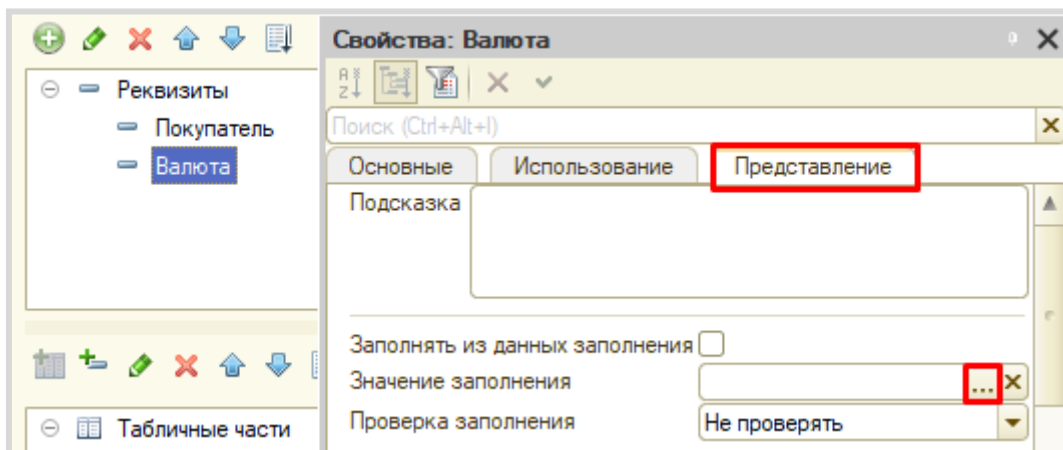 Свойства: Валюта
Реквизиты
Покупатель
Валюта
Поиск (Ctrl+Alt+I)
Основные Использование Представление
Подсказка
Заполнять из данных заполнения
Значение заполнения ... ×
Проверка заполнения Не проверять
Табличные части